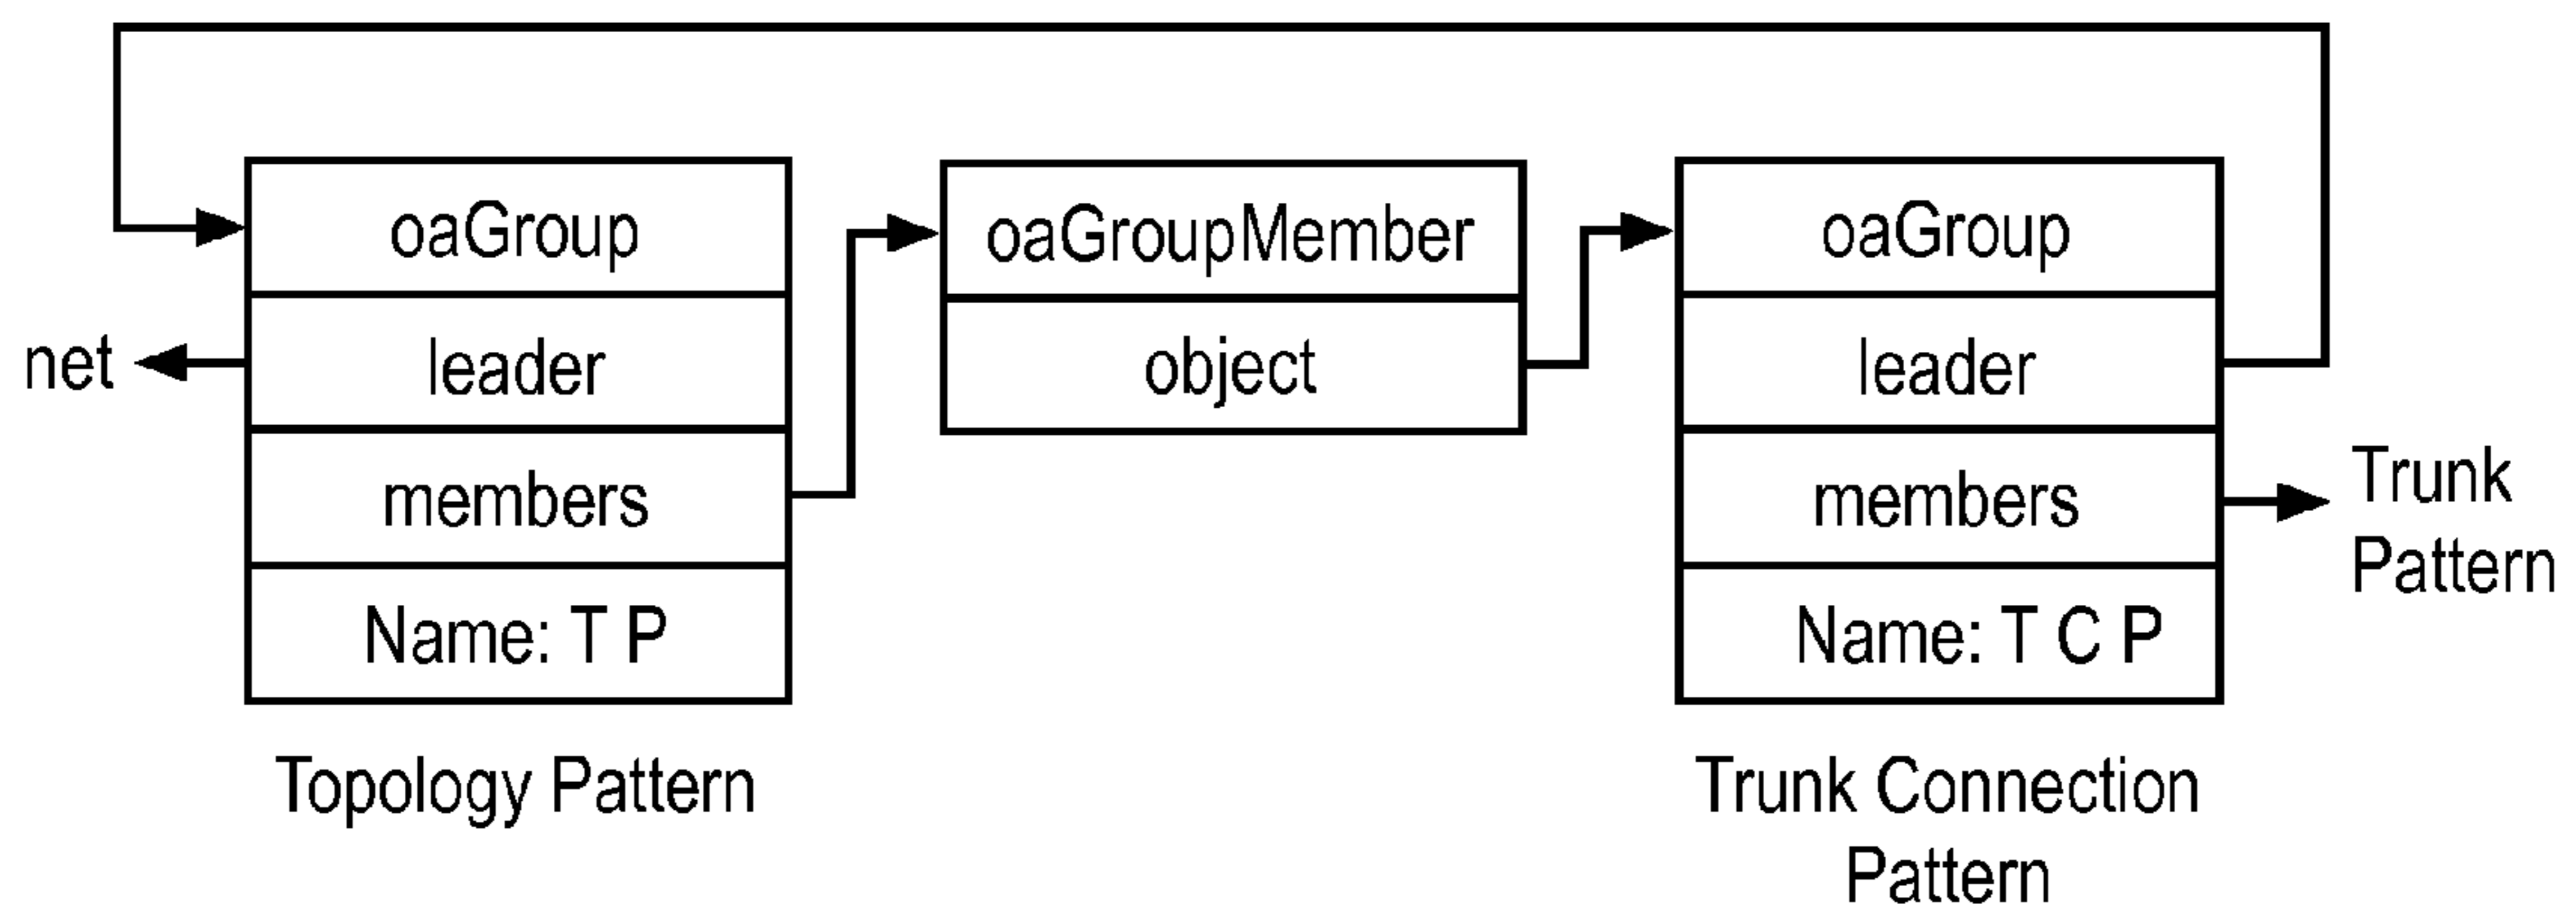 oaGroup
leader
members
Name: T P
Topology Pattern
net
oaGroupMember
object
oaGroup
leader
members
Name: T C P
Trunk Connection
Pattern
Trunk
Pattern